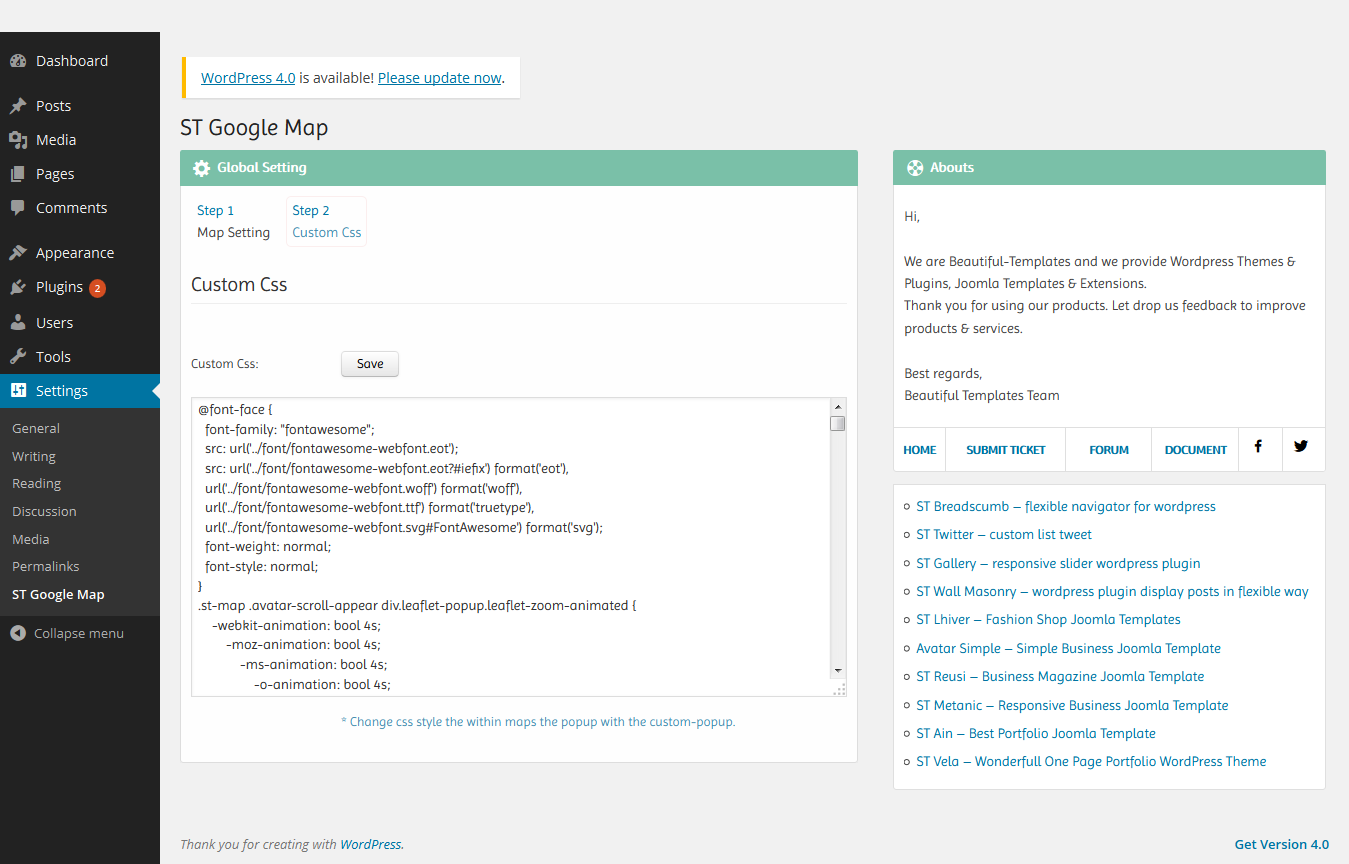 Dashboard
Posts
Media
Pages
Comments
Appearance
Plugins 2
Users
Tools
Settings
General
Writing
Reading
Discussion
Media
Permalinks
ST Google Map
Collapse menu
WordPress 4.0 is available! Please update now.
ST Google Map
Global Setting
Step 1
Map Setting
Step 2
Custom Css
Custom Css
Custom Css:
Save
@font-face {
font-family: "fontawesome";
src: url('../font/fontawesome-webfont.eot');
src: url('../font/fontawesome-webfont.eot?#iefix') format('eot'),
url('../font/fontawesome-webfont.woff') format('woff'),
url('../font/fontawesome-webfont.ttf') format('truetype'),
url('../font/fontawesome-webfont.svg#FontAwesome') format('svg');
font-weight: normal;
font-style: normal;
}
.st-map .avatar-scroll-appear div.leaflet-popup.leaflet-zoom-animated {
-webkit-animation: bool 4s;
-moz-animation: bool 4s;
-ms-animation: bool 4s;
-o-animation: bool 4s;
* Change css style the within maps the popup with the custom-popup.
Abouts
Hi,
We are Beautiful-Templates and we provide Wordpress Themes &
Plugins, Joomla Templates & Extensions.
Thank you for using our products. Let drop us feedback to improve
products & services.
Best regards,
Beautiful Templates Team
HOME SUBMIT TICKET FORUM DOCUMENT
ST Breadscumb – flexible navigator for wordpress
ST Twitter – custom list tweet
ST Gallery – responsive slider wordpress plugin
ST Wall Masonry – wordpress plugin display posts in flexible way
ST Lhiver – Fashion Shop Joomla Templates
Avatar Simple – Simple Business Joomla Template
ST Reusi – Business Magazine Joomla Template
ST Metanic – Responsive Business Joomla Template
ST Ain – Best Portfolio Joomla Template
ST Vela – Wonderfull One Page Portfolio WordPress Theme
Thank you for creating with WordPress.
Get Version 4.0